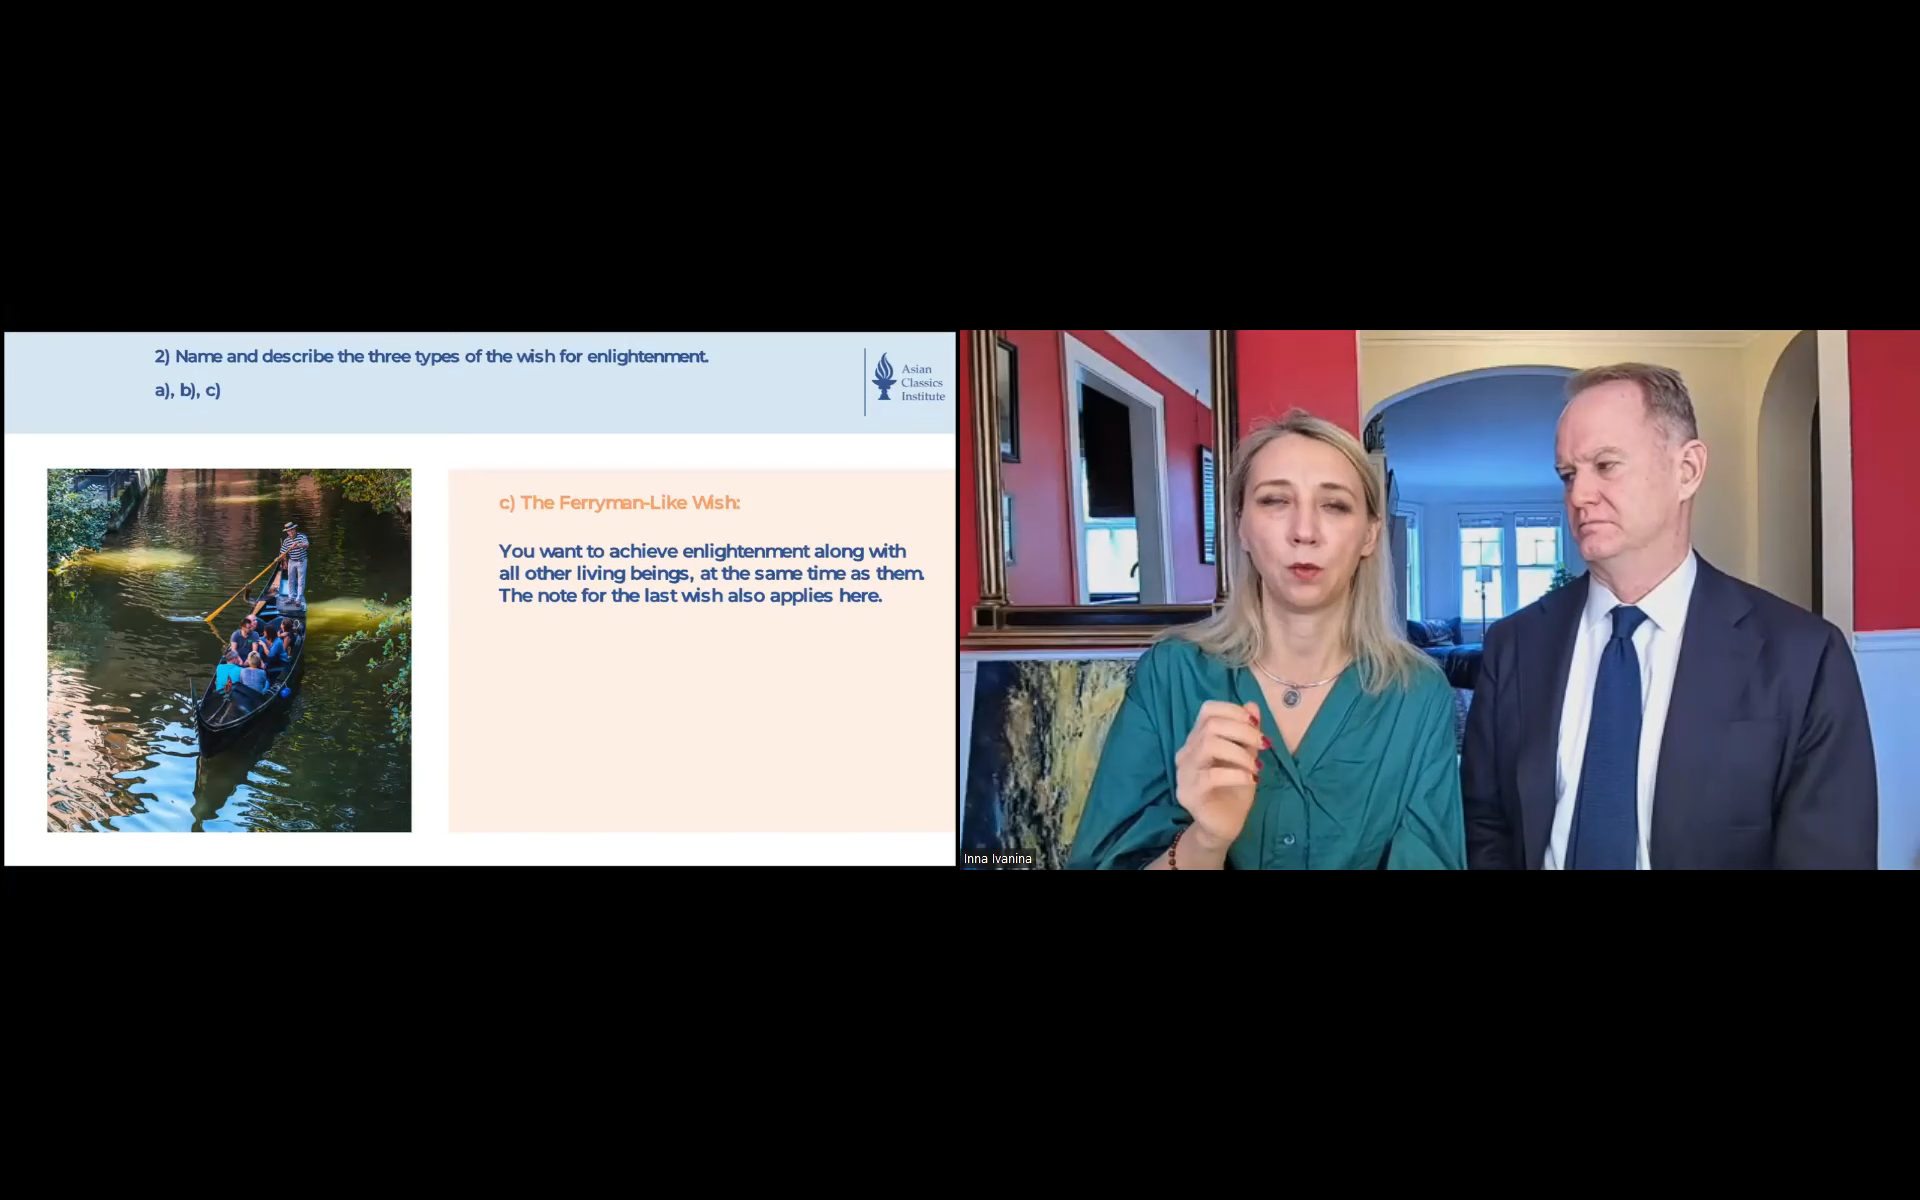 2) Name and describe the three types of the wish for enlightenment.
a), b), c)
Asian
Classics
Institute
c) The Ferryman-Like Wish:
You want to achieve enlightenment along with
all other living beings, at the same time as them.
The note for the last wish also applies here.
Inna Ivanina